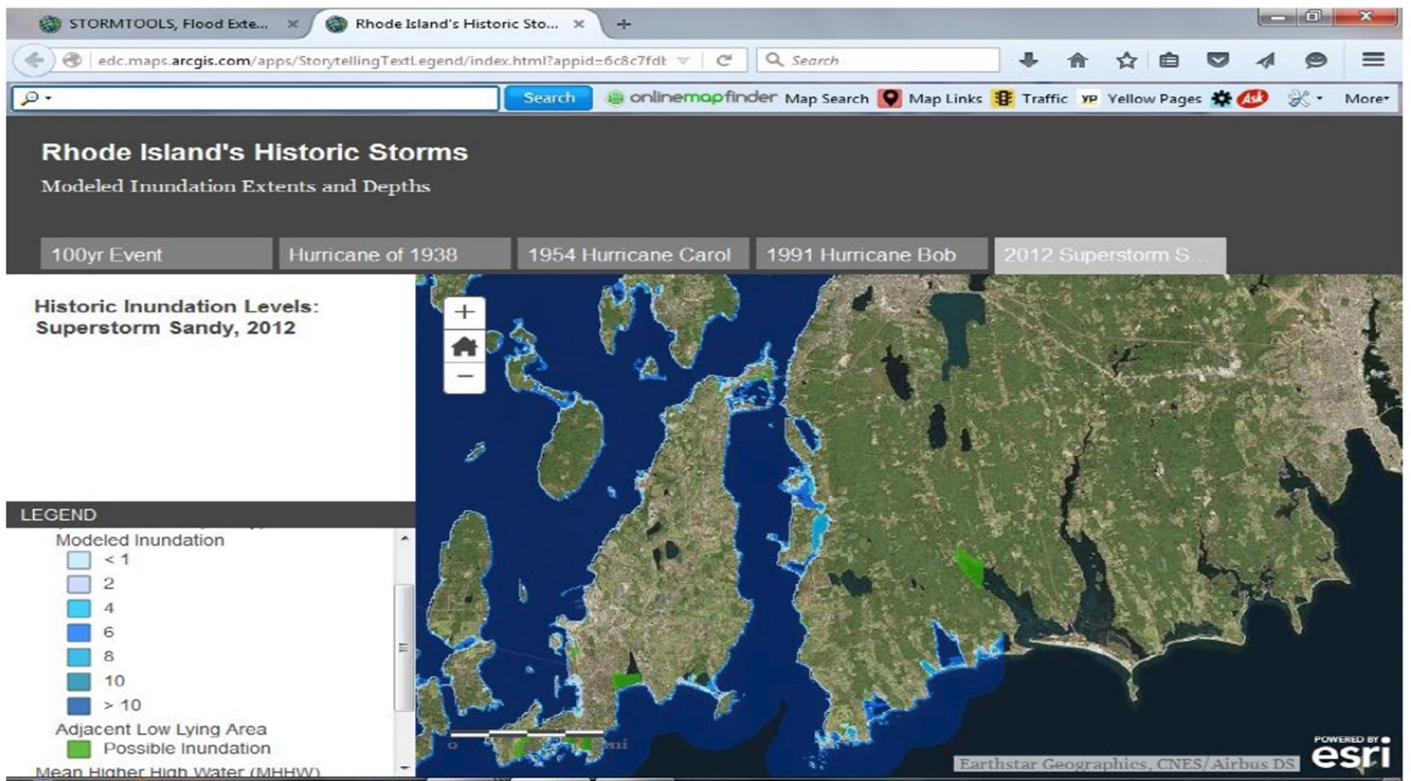 STORMTOOLS, Flood Exte...
Rhode Island's Historic Sto...
edc.maps.arcgis.com/apps/StorytellingTextLegend/index.html?appid=6c8c7fdt
Search
Search
onlinemapfinder
Map Search
Map Links
Traffic
YP
Yellow Pages
Ask
More
Rhode Island's Historic Storms
Modeled Inundation Extents and Depths
100yr Event
Hurricane of 1938
1954 Hurricane Carol
1991 Hurricane Bob
2012 Superstorm S...
Historic Inundation Levels:
Superstorm Sandy, 2012
LEGEND
Modeled Inundation
< 1
2
4
6
8
10
> 10
Adjacent Low Lying Area
Possible Inundation
Mean Higher High Water (MHHW)
0
mi
Earthstar Geographics, CNES/Airbus DS
POWERED BY
esri